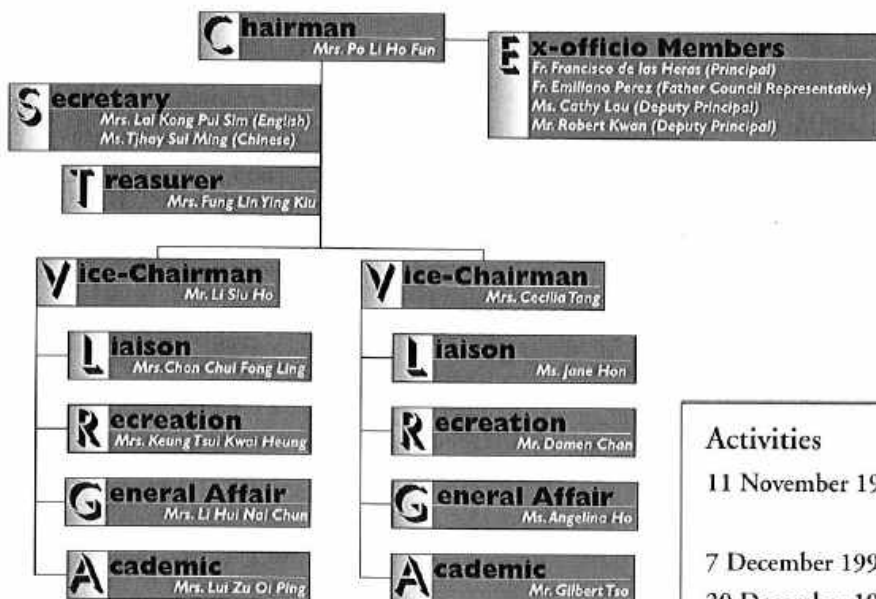 Chairman
Mrs. Po Li Ho Fun
Ex-officio Members
Fr. Francisco de las Heras (Principal)
Fr. Emiliano Perez (Father Council Representative)
Ms. Cathy Lau (Deputy Principal)
Mr. Robert Kwan (Deputy Principal)
Secretary
Mrs. Lai Kong Pui Sim (English)
Ms. Tjhay Sui Ming (Chinese)
Treasurer
Mrs. Fung Lin Ying Kiu
Vice-Chairman
Mr. Li Siu Ho
Liaison
Mrs. Chan Chui Fong Ling
Recreation
Mrs. Keung Tsui Kwai Heung
General Affair
Mrs. Li Hui Nai Chun
Academic
Mrs. Lui Zu Qi Ping
Vice-Chairman
Mrs. Cecilia Tang
Liaison
Ms. Jane Hon
Recreation
Mr. Damen Chan
General Affair
Ms. Angelina Ho
Academic
Mr. Gilbert Tso
Activities
11 November 19
7 December 199